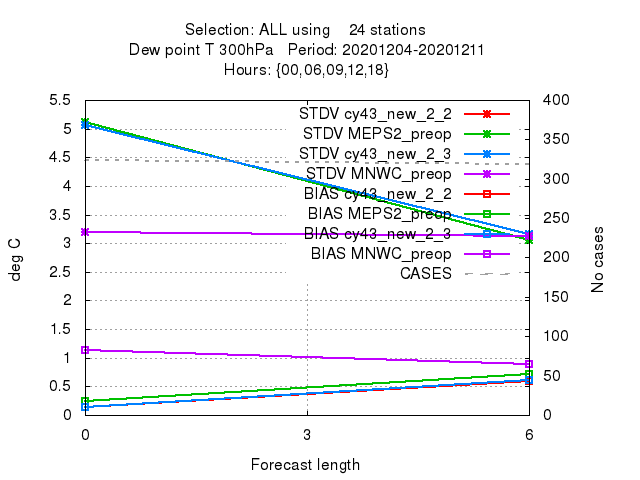 Selection: ALL using 24 stations
Dew point T 300hPa Period: 20201204-20201211
Hours: {00,06,09,12,18}
5.5
5
4.5
4
3.5
3
2.5
2
1.5
1
0.5
0
deg C
400
350
300
250
200
150
100
50
0
No cases
STDV cy43_new_2_2
STDV MEPS2_preop
STDV cy43_new_2_3
STDV MNWC_preop
BIAS cy43_new_2_2
BIAS MEPS2_preop
BIAS cy43_new_2_3
BIAS MNWC_preop
CASES
0 3 6
Forecast length